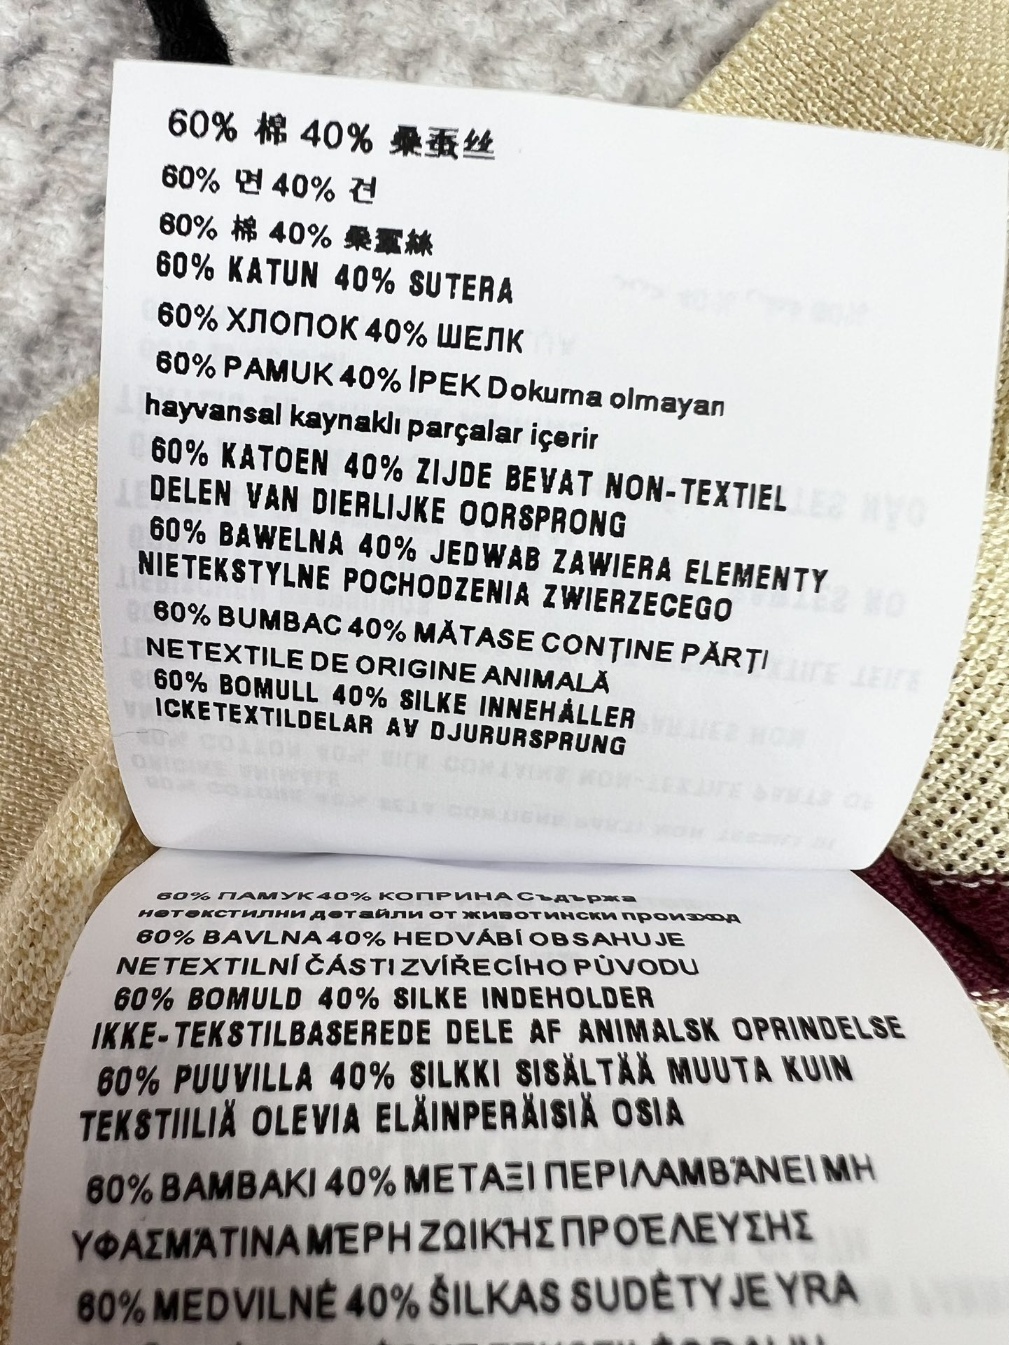 60% 棉 40% 桑蚕丝
60% 면 40% 견
60% 棉 40% 桑蠶絲
60% KATUN 40% SUTERA
60% ХЛОПОК 40% ШЕЛК
60% PAMUK 40% İPEK Dokuma olmayan
hayvansal kaynaklı parçalar içerir
60% KATOEN 40% ZIJDE BEVAT NON-TEXTIEL
DELEN VAN DIERLIJKE OORSPRONG
60% BAWELNA 40% JEDWAB ZAWIERA ELEMENTY
NIETEKSTYLNE POCHODZENIA ZWIERZECEGO
60% BUMBAC 40% MĂTASE CONȚINE PĂRȚI
NETEXTILE DE ORIGINE ANIMALĂ
60% BOMULL 40% SILKE INNEHÅLLER
ICKETEXTILDELAR AV DJURURSPRUNG
60% ПАМУК 40% КОПРИНА Съдържа
нетекстилни детайли от животински произход
60% BAVLNA 40% HEDVÁBÍ OBSAHUJE
NETEXTILNÍ ČÁSTI ZVÍŘECÍHO PŮVODU
60% BOMULD 40% SILKE INDEHOLDER
IKKE-TEKSTILBASEREDE DELE AF ANIMALSK OPRINDELSE
60% PUUVILLA 40% SILKKI SISÄLTÄÄ MUUTA KUIN
TEKSTIILIÄ OLEVIA ELÄINPERÄISIÄ OSIA
60% ΒΑΜΒΑΚΙ 40% ΜΕΤΑΞΙ ΠΕΡΙΛΑΜΒΆΝΕΙ ΜΗ
ΥΦΑΣΜΆΤΙΝΑ ΜΈΡΗ ΖΩΙΚΉΣ ΠΡΟΈΛΕΥΣΗΣ
60% MEDVILNĖ 40% ŠILKAS SUDĖTYJE YRA